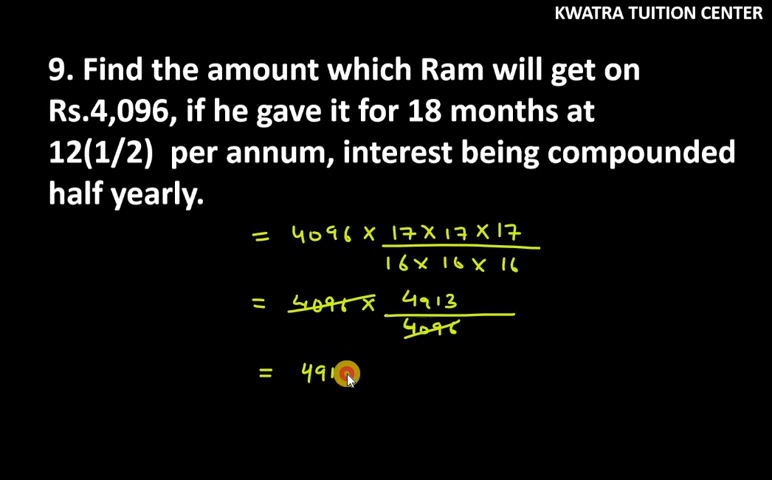 KWATRA TUITION CENTER
9. Find the amount which Ram will get on
Rs.4,096, if he gave it for 18 months at
12(1/2) per annum, interest being compounded
half yearly.
= 4096 × 17 × 17 × 17
16 × 16 × 16
= 4096 × 4913
4096
= 491